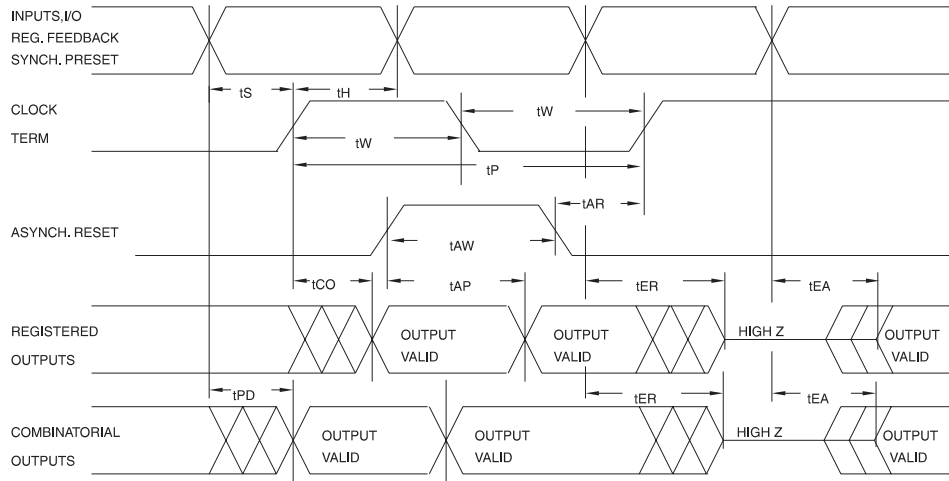 INPUTS,I/O
REG. FEEDBACK
SYNCH. PRESET
tS
tH
CLOCK
TERM
tW
tW
tP
tAR
ASYNCH. RESET
tAW
tCO
tAP
tER
tEA
REGISTERED
OUTPUTS
OUTPUT
VALID
OUTPUT
VALID
HIGH Z
OUTPUT
VALID
tPD
tER
tEA
COMBINATORIAL
OUTPUTS
OUTPUT
VALID
OUTPUT
VALID
HIGH Z
OUTPUT
VALID